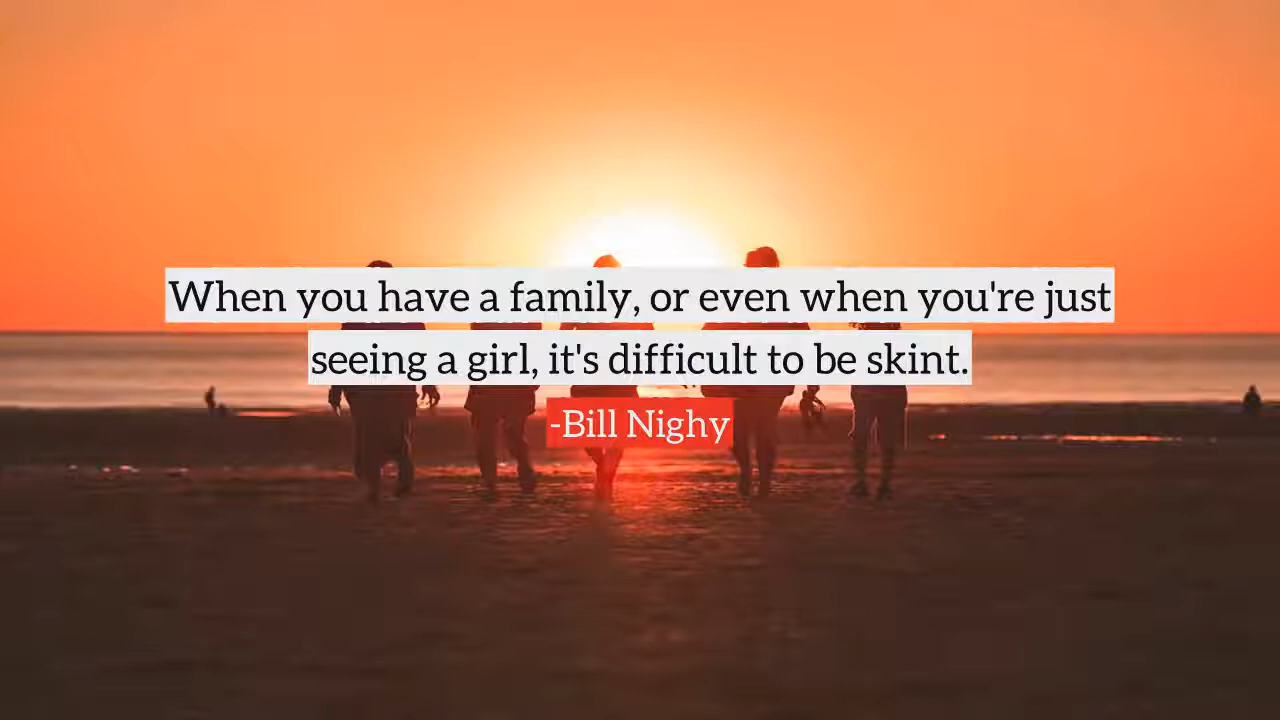 When you have a family, or even when you're just
seeing a girl, it's difficult to be skint.
-Bill Nighy